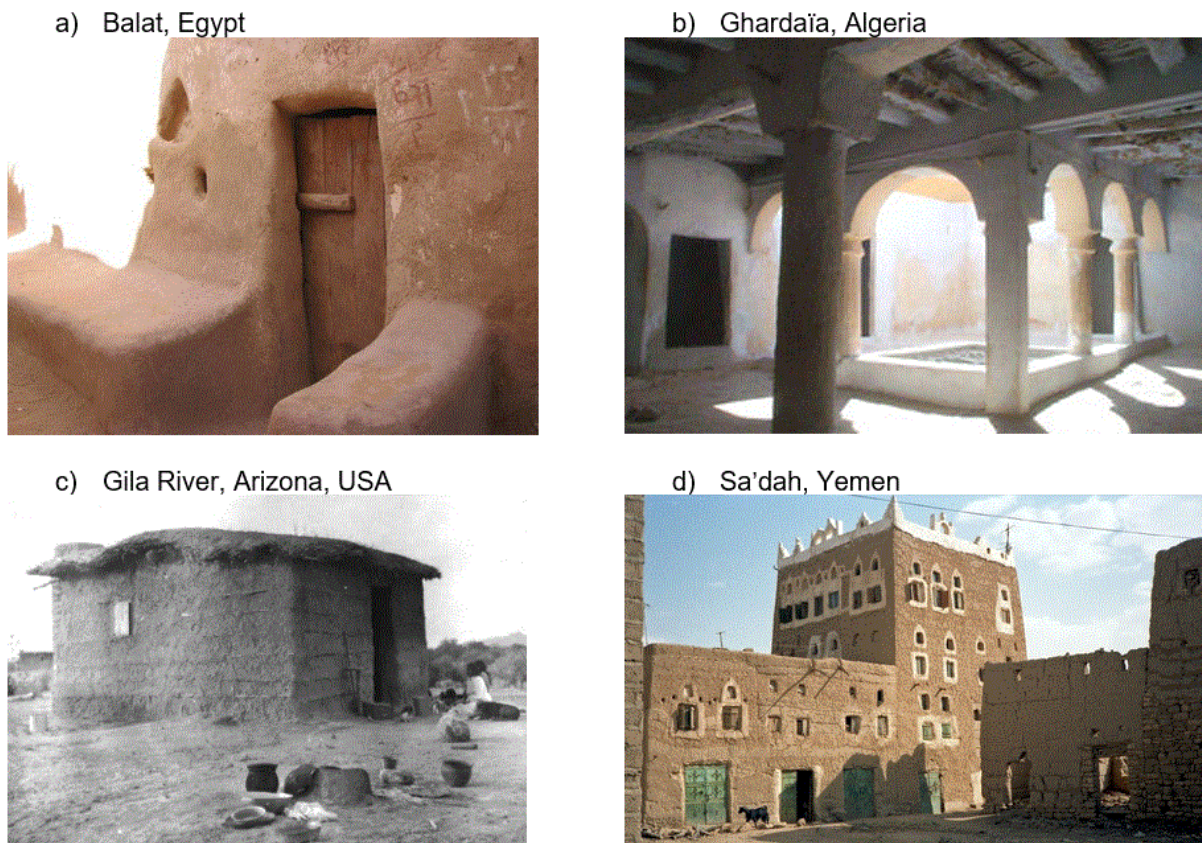 a) Balat, Egypt
b) Ghardaïa, Algeria
c) Gila River, Arizona, USA
d) Sa'dah, Yemen